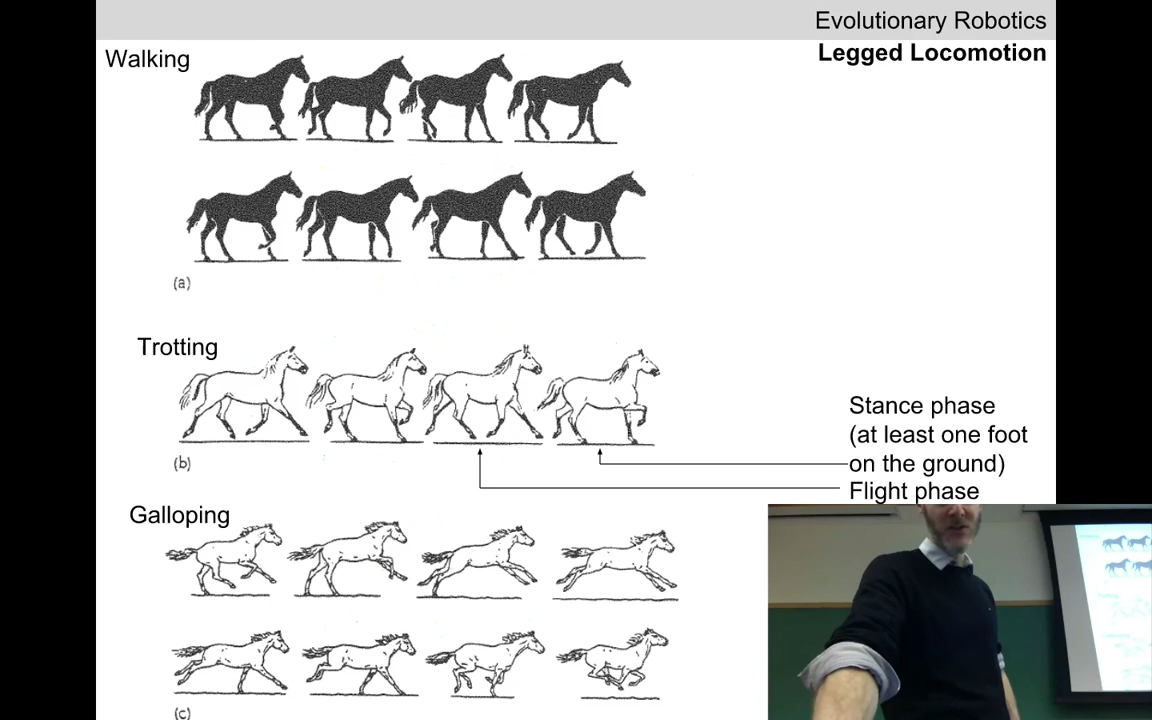 Evolutionary Robotics
Legged Locomotion
Walking
(a)
Trotting
Stance phase
(at least one foot
on the ground)
Flight phase
(b)
Galloping
(c)